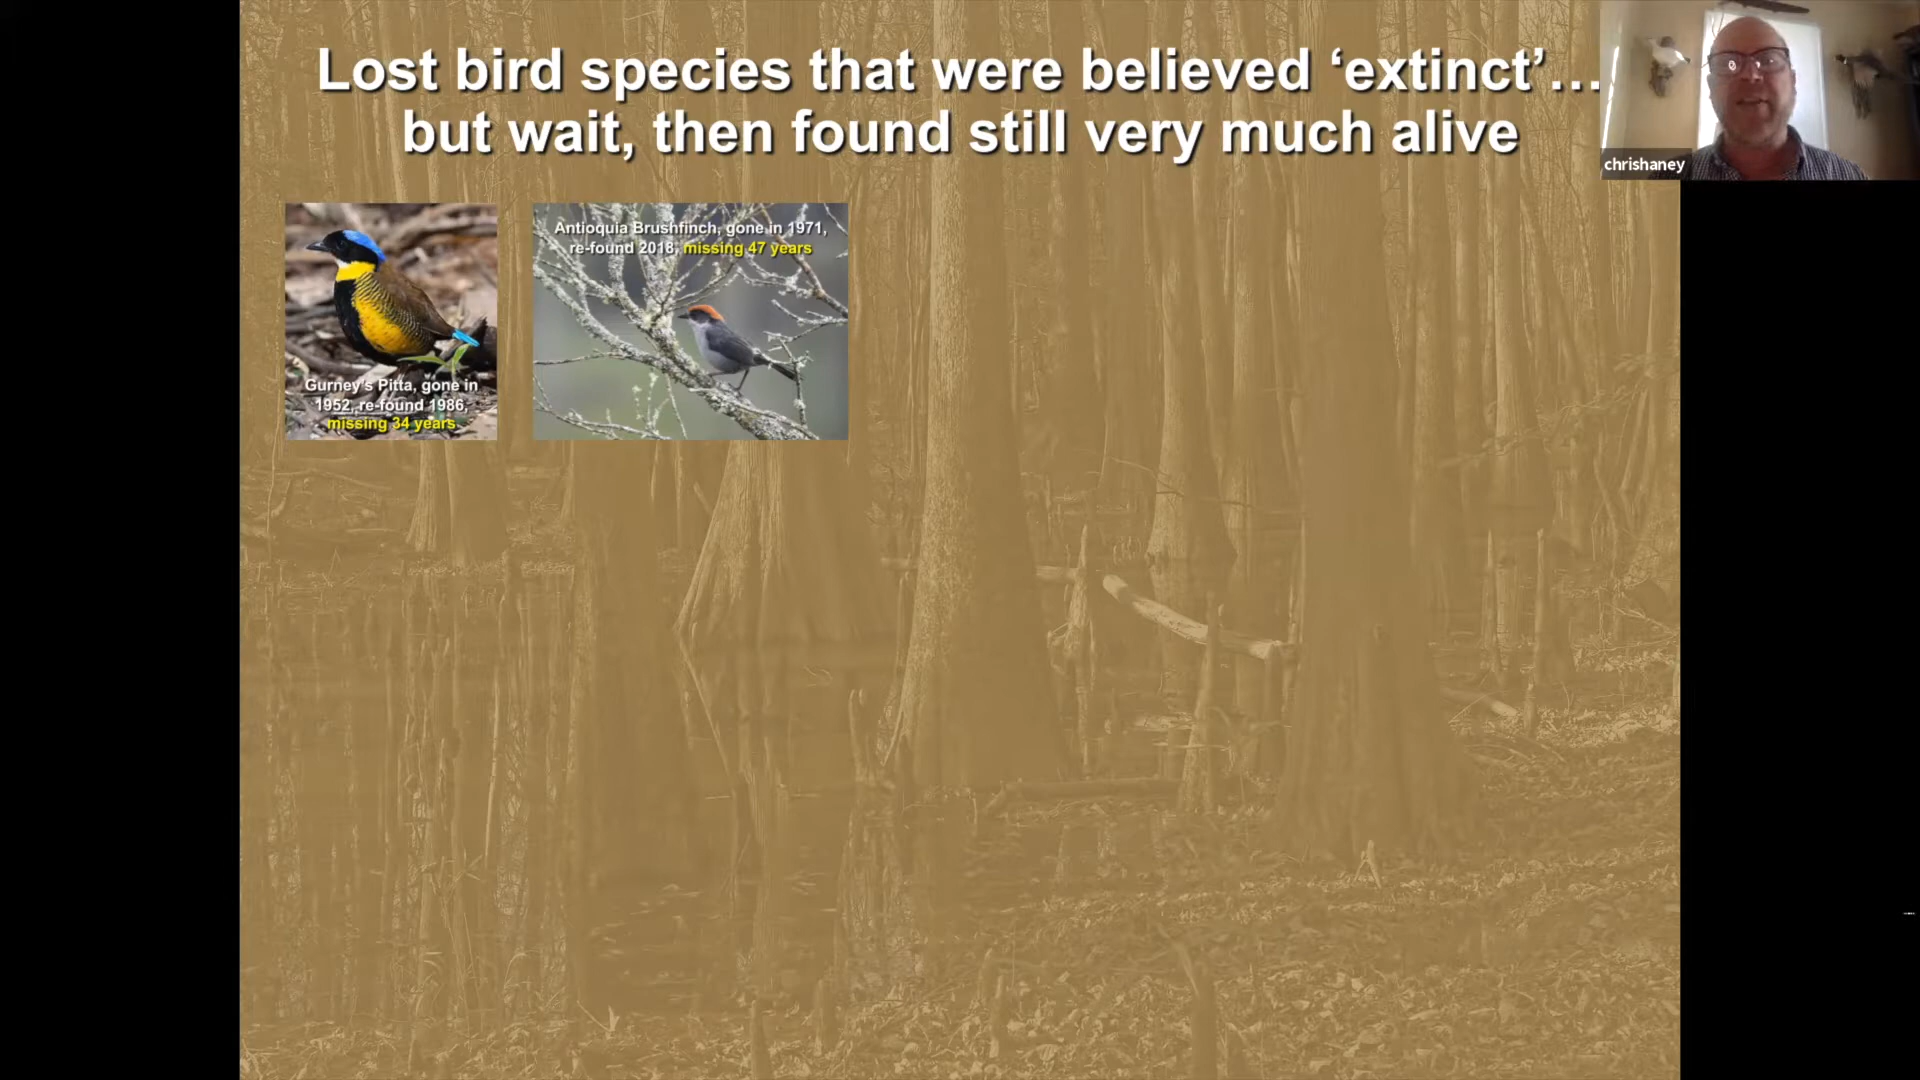 Lost bird species that were believed ‘extinct’…
but wait, then found still very much alive
chrishaney
Antioquia Brushfinch, gone in 1971,
re-found 2018, missing 47 years
Gurney’s Pitta, gone in
1952, re-found 1986,
missing 34 years